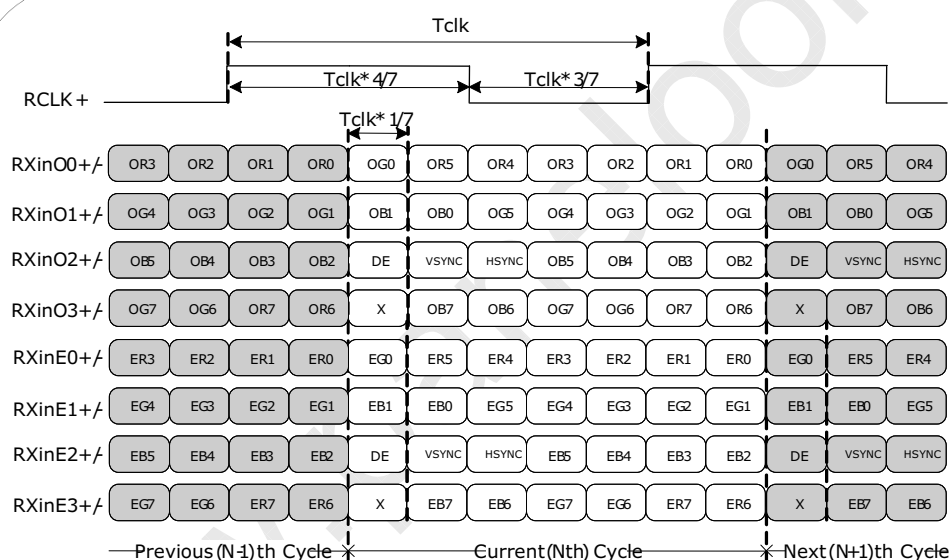 Tclk
Tclk*4/7 Tclk*3/7
RCLK+
Tclk*1/7
RXinO0+/- OR3 OR2 OR1 OR0 OG0 OR5 OR4 OR3 OR2 OR1 OR0 OG0 OR5 OR4
RXinO1+/- OG4 OG3 OG2 OG1 OB1 OB0 OG5 OG4 OG3 OG2 OG1 OB1 OB0 OG5
RXinO2+/- OB5 OB4 OB3 OB2 DE VSYNC HSYNC OB5 OB4 OB3 OB2 DE VSYNC HSYNC
RXinO3+/- OG7 OG6 OR7 OR6 X OB7 OB6 OG7 OG6 OR7 OR6 X OB7 OB6
RXinE0+/- ER3 ER2 ER1 ER0 EG0 ER5 ER4 ER3 ER2 ER1 ER0 EG0 ER5 ER4
RXinE1+/- EG4 EG3 EG2 EG1 EB1 EB0 EG5 EG4 EG3 EG2 EG1 EB1 EB0 EG5
RXinE2+/- EB5 EB4 EB3 EB2 DE VSYNC HSYNC EB5 EB4 EB3 EB2 DE VSYNC HSYNC
RXinE3+/- EG7 EG6 ER7 ER6 X EB7 EB6 EG7 EG6 ER7 ER6 X EB7 EB6
Previous(N-1)th Cycle Current(Nth) Cycle Next(N+1)th Cycle